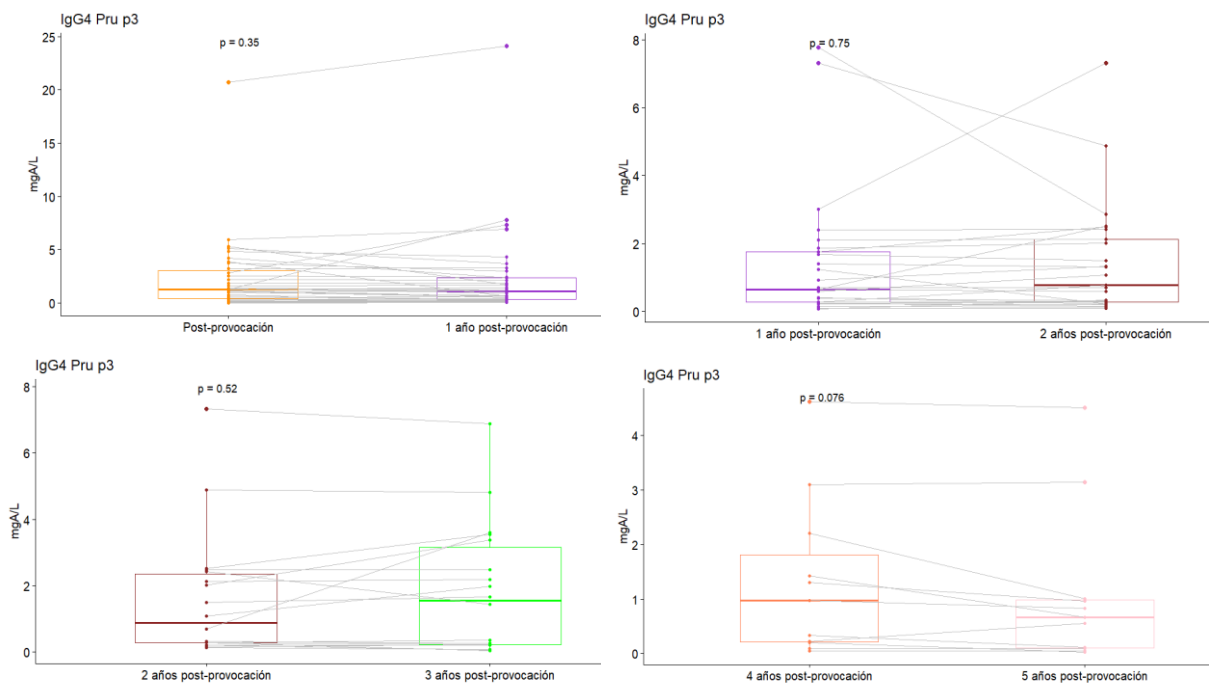 IgG4 Pru p3
p = 0.35
25
20
15
10
5
0
mgA/L
Post-provocación
1 año post-provocación
IgG4 Pru p3
p = 0.75
8
6
4
2
0
mgA/L
1 año post-provocación
2 años post-provocación
IgG4 Pru p3
p = 0.52
8
6
4
2
0
mgA/L
2 años post-provocación
3 años post-provocación
IgG4 Pru p3
p = 0.076
4
3
2
1
0
mgA/L
4 años post-provocación
5 años post-provocación